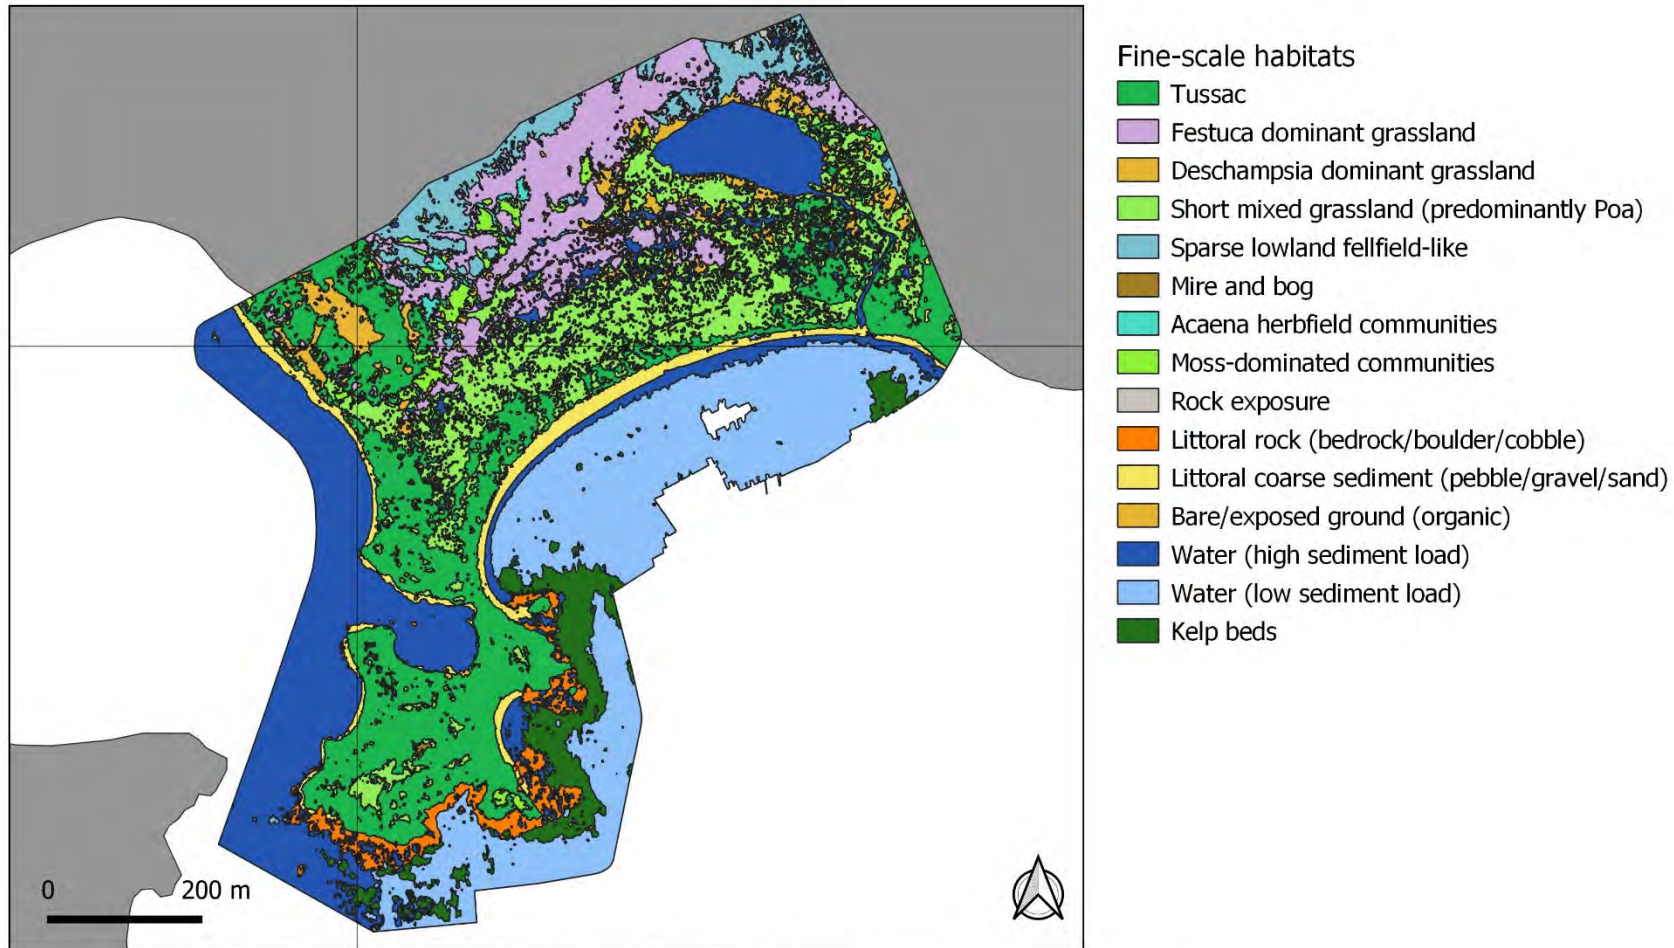 Fine-scale habitats
Tussac
Festuca dominant grassland
Deschampsia dominant grassland
Short mixed grassland (predominantly Poa)
Sparse lowland fellfield-like
Mire and bog
Acaena herbfield communities
Moss-dominated communities
Rock exposure
Littoral rock (bedrock/boulder/cobble)
Littoral coarse sediment (pebble/gravel/sand)
Bare/exposed ground (organic)
Water (high sediment load)
Water (low sediment load)
Kelp beds
0 200 m